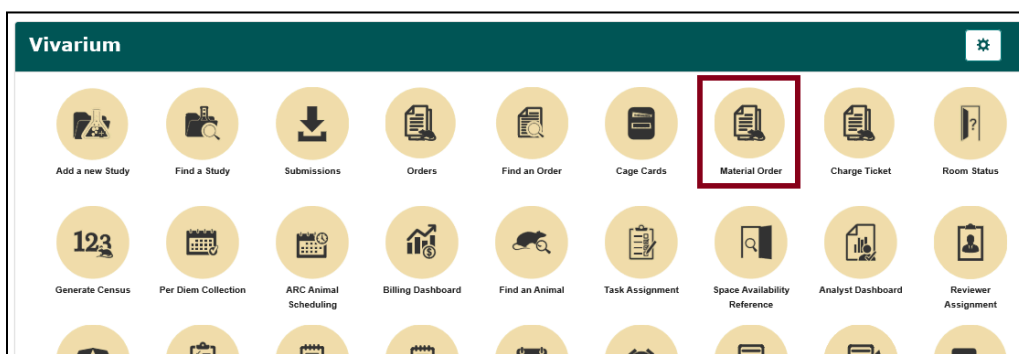 Vivarium
Add a new Study
Find a Study
Submissions
Orders
Find an Order
Cage Cards
Material Order
Charge Ticket
Room Status
?
123
Generate Census
Per Diem Collection
ARC Animal
Scheduling
Billing Dashboard
Find an Animal
Task Assignment
Space Availability
Reference
Analyst Dashboard
Reviewer
Assignment